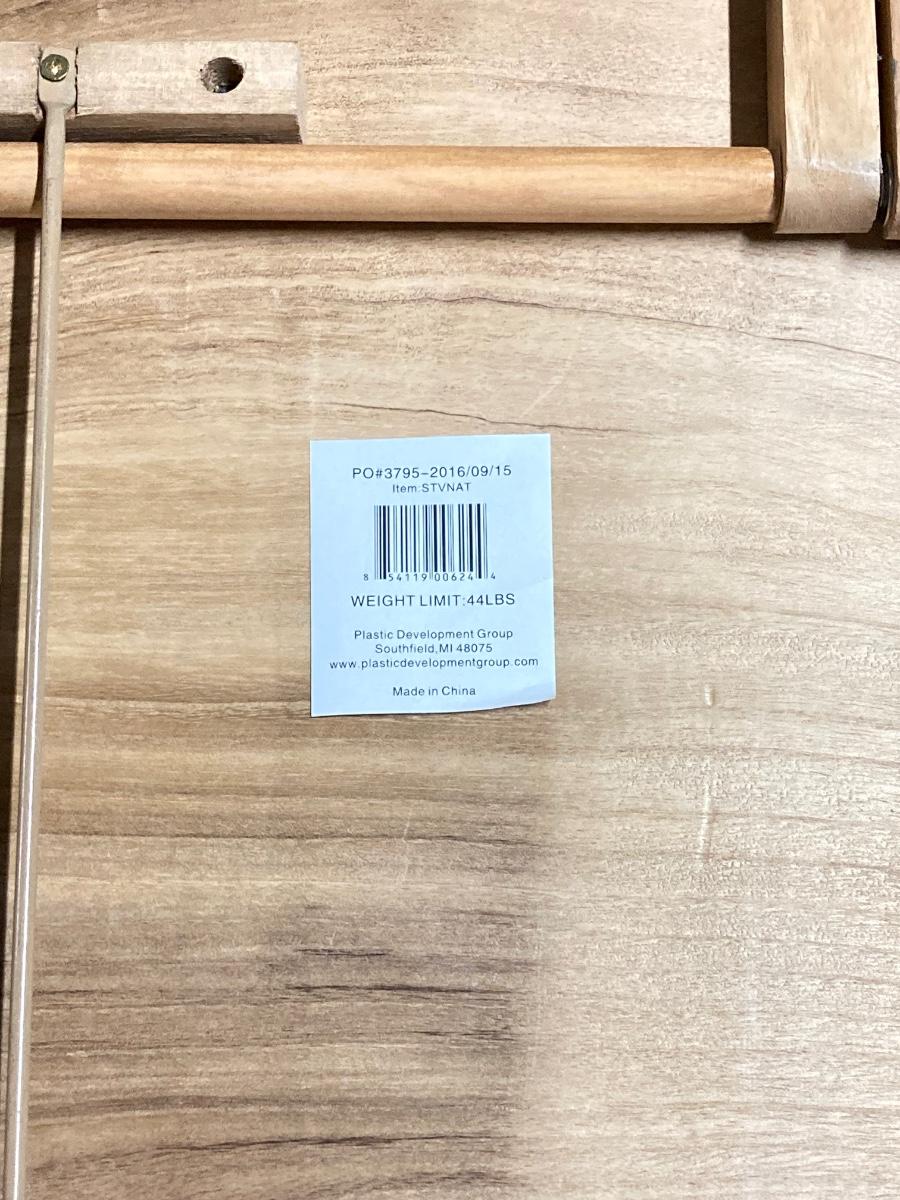 PO#3795-2016/09/15
Item:STVNAT
8 54119 00624 4
WEIGHT LIMIT:44LBS
Plastic Development Group
Southfield,MI 48075
www.plasticdevelopmentgroup.com
Made in China